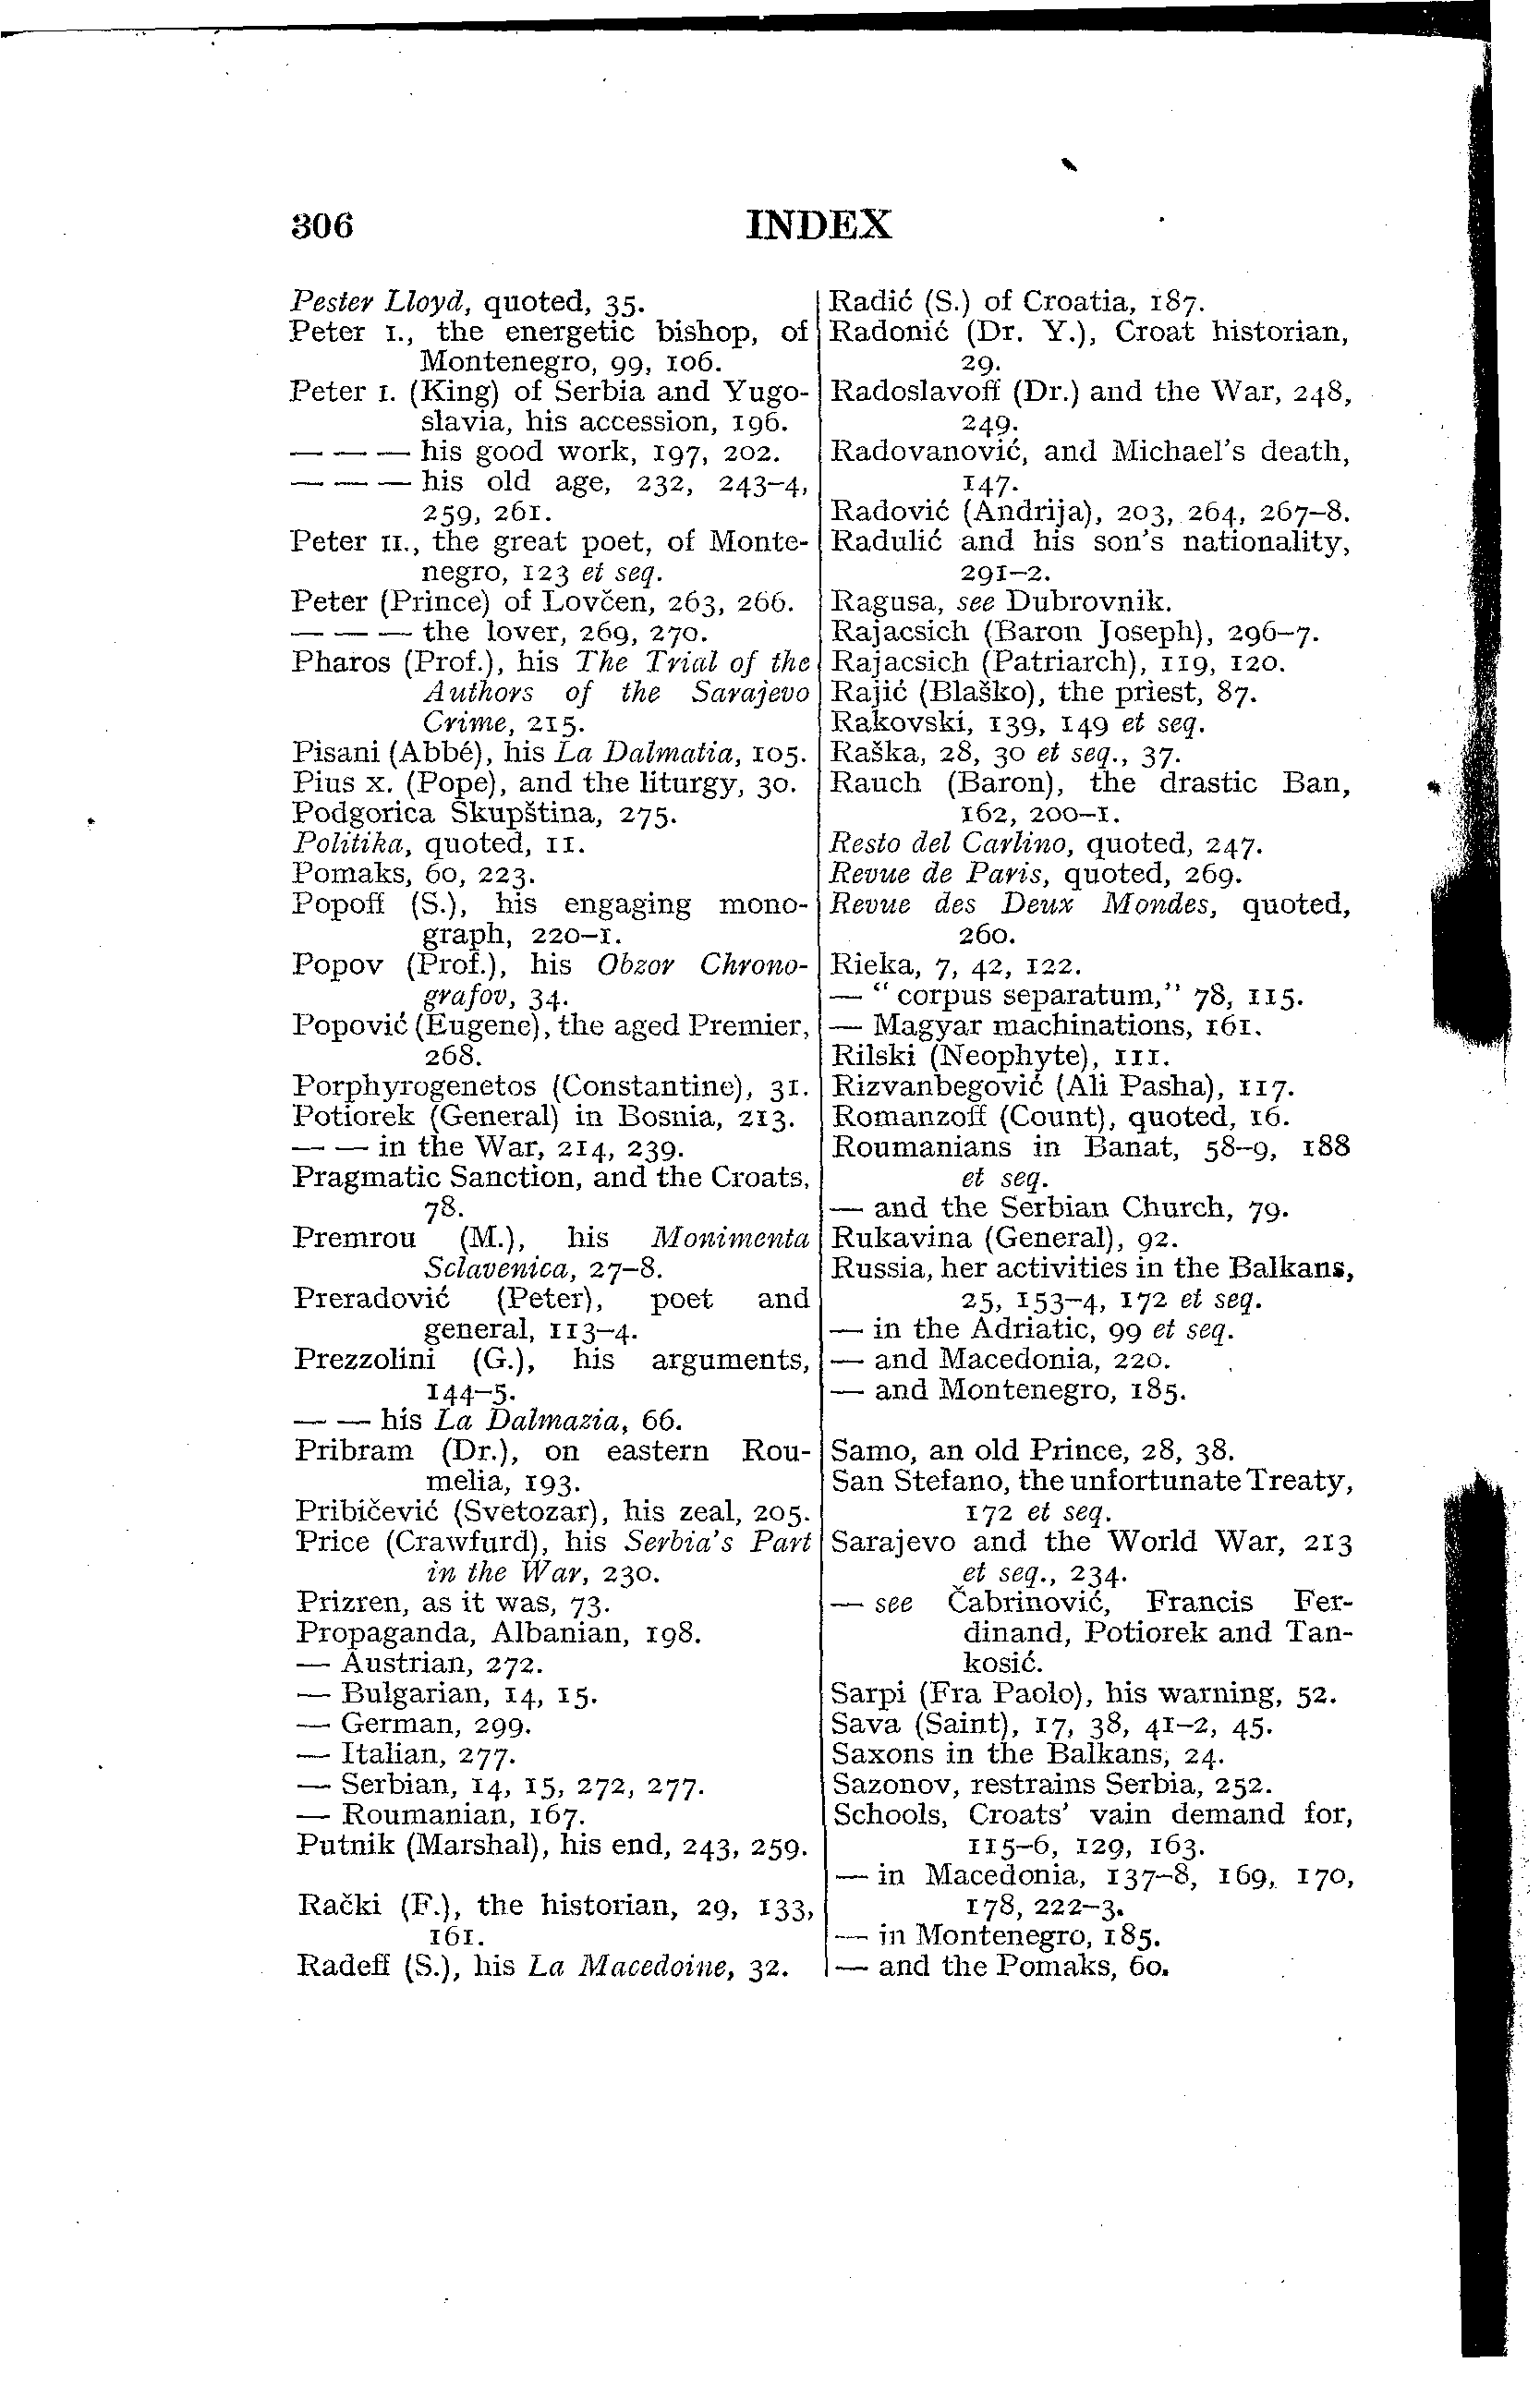 306
INDEX
Pester Lloyd, quoted, 35.
Peter I., the energetic bishop, of
Montenegro, 99, 106.
Peter I. (King) of Serbia and Yugo-
slavia, his accession, 196.
— — — his good work, 197, 202.
— — — his old age, 232, 243–4,
259, 261.
Peter II., the great poet, of Monte-
negro, 123 et seq.
Peter (Prince) of Lovčen, 263, 266.
— — — the lover, 269, 270.
Pharos (Prof.), his The Trial of the
Authors of the Sarajevo
Crime, 215.
Pisani (Abbé), his La Dalmatia, 105.
Pius X. (Pope), and the liturgy, 30.
Podgorica Skupština, 275.
Politika, quoted, 11.
Pomaks, 60, 223.
Popoff (S.), his engaging mono-
graph, 220–1.
Popov (Prof.), his Obzor Chrono-
grafov, 34.
Popović (Eugene), the aged Premier,
268.
Porphyrogenetos (Constantine), 31.
Potiorek (General) in Bosnia, 213.
— — in the War, 214, 239.
Pragmatic Sanction, and the Croats,
78.
Premrou (M.), his Monimenta
Sclavenica, 27–8.
Preradović (Peter), poet and
general, 113–4.
Prezzolini (G.), his arguments,
144–5.
— — his La Dalmazia, 66.
Pribram (Dr.), on eastern Rou-
melia, 193.
Pribičević (Svetozar), his zeal, 205.
Price (Crawfurd), his Serbia's Part
in the War, 230.
Prizren, as it was, 73.
Propaganda, Albanian, 198.
— Austrian, 272.
— Bulgarian, 14, 15.
— German, 299.
— Italian, 277.
— Serbian, 14, 15, 272, 277.
— Roumanian, 167.
Putnik (Marshal), his end, 243, 259.
Rački (F.), the historian, 29, 133,
161.
Radeff (S.), his La Macedoine, 32.
Radić (S.) of Croatia, 187.
Radonić (Dr. Y.), Croat historian,
29.
Radoslavoff (Dr.) and the War, 248,
249.
Radovanović, and Michael's death,
147.
Radović (Andrija), 203, 264, 267–8.
Radulić and his son's nationality,
291–2.
Ragusa, see Dubrovnik.
Rajacsich (Baron Joseph), 296–7.
Rajacsich (Patriarch), 119, 120.
Rajić (Blaško), the priest, 87.
Rakovski, 139, 149 et seq.
Raška, 28, 30 et seq., 37.
Rauch (Baron), the drastic Ban,
162, 200–1.
Resto del Carlino, quoted, 247.
Revue de Paris, quoted, 269.
Revue des Deux Mondes, quoted,
260.
Rieka, 7, 42, 122.
— "corpus separatum," 78, 115.
— Magyar machinations, 161.
Rilski (Neophyte), 111.
Rizvanbegović (Ali Pasha), 117.
Romanzoff (Count), quoted, 16.
Roumanians in Banat, 58–9, 188
et seq.
— and the Serbian Church, 79.
Rukavina (General), 92.
Russia, her activities in the Balkans,
25, 153–4, 172 et seq.
— in the Adriatic, 99 et seq.
— and Macedonia, 220.
— and Montenegro, 185.
Samo, an old Prince, 28, 38.
San Stefano, the unfortunate Treaty,
172 et seq.
Sarajevo and the World War, 213
et seq., 234.
— see Čabrinović, Francis Fer-
dinand, Potiorek and Tan-
kosić.
Sarpi (Fra Paolo), his warning, 52.
Sava (Saint), 17, 38, 41–2, 45.
Saxons in the Balkans, 24.
Sazonov, restrains Serbia, 252.
Schools, Croats' vain demand for,
115–6, 129, 163.
— in Macedonia, 137–8, 169, 170,
178, 222–3.
— in Montenegro, 185.
— and the Pomaks, 60.